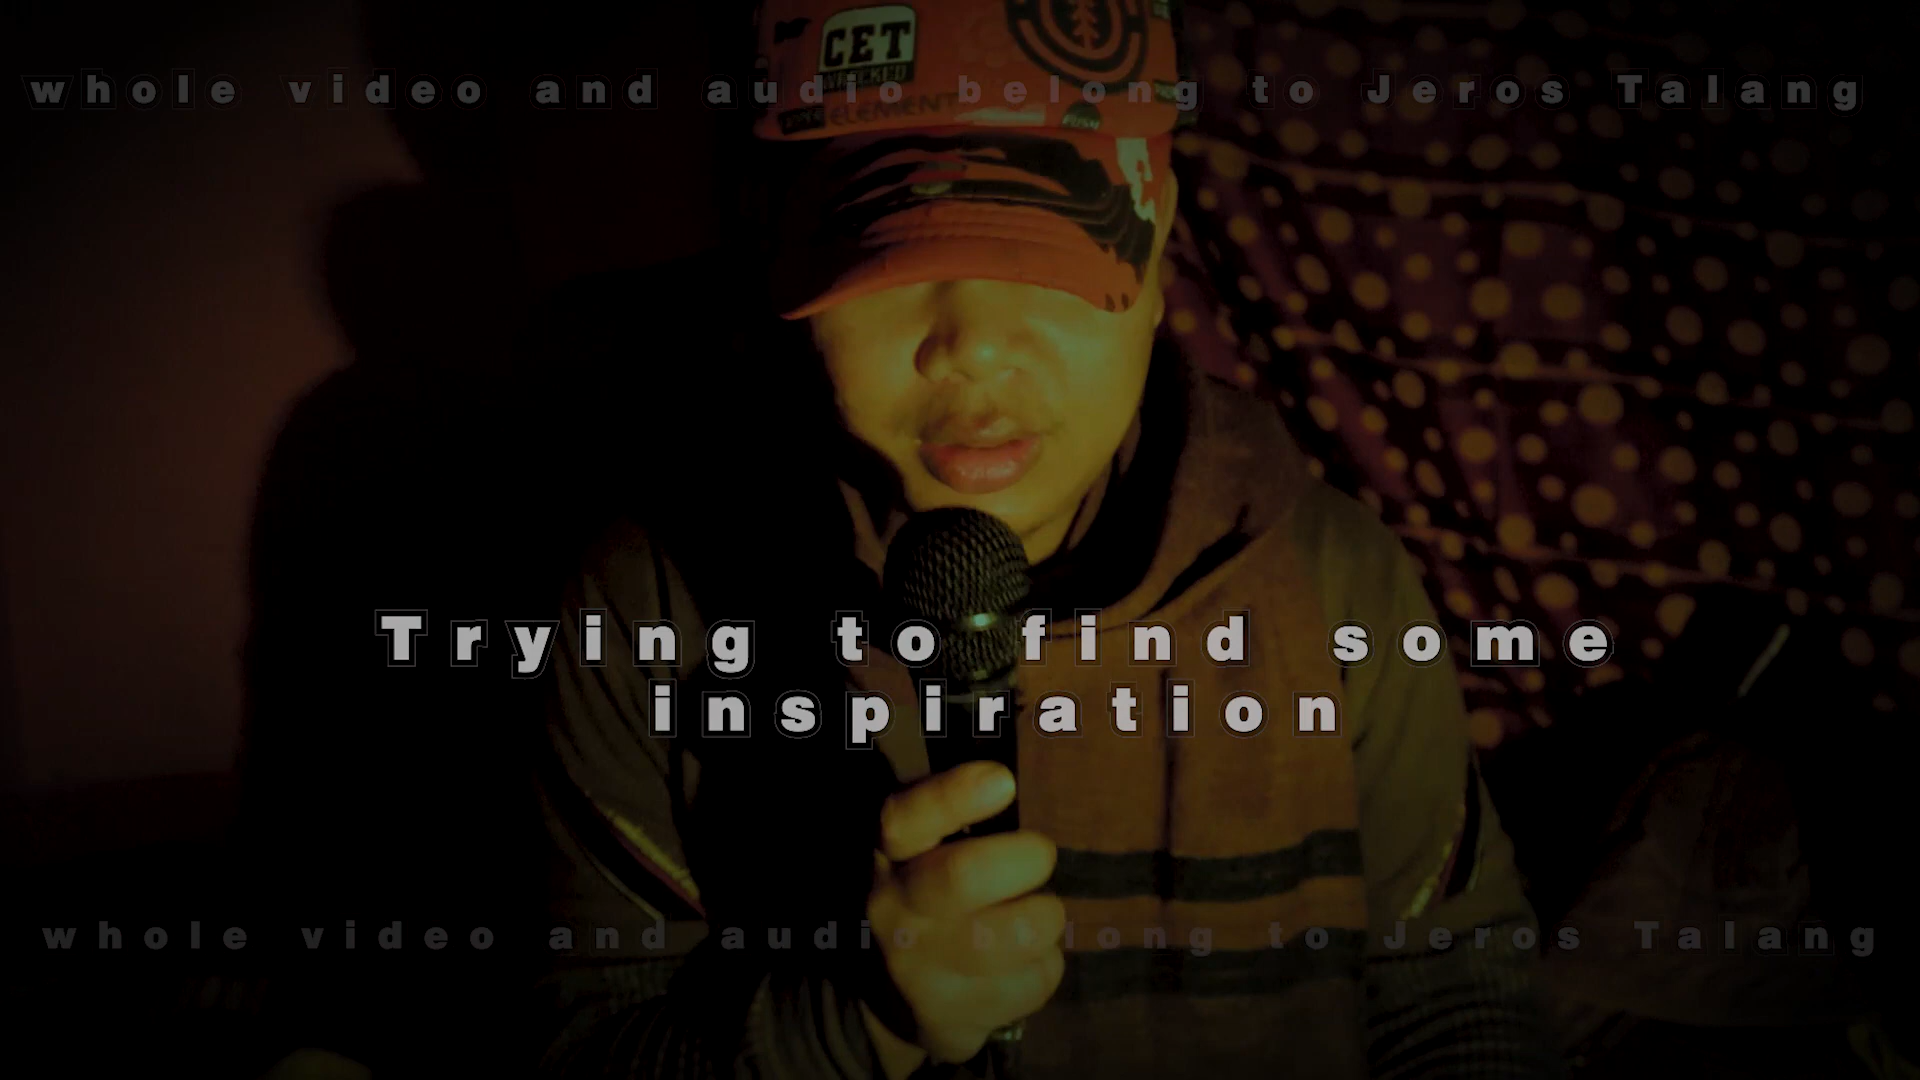 CET
whole video and audio belong to Jeros Talang
ELEMENT
Trying to find some
inspiration
whole video and audio belong to Jeros Talang